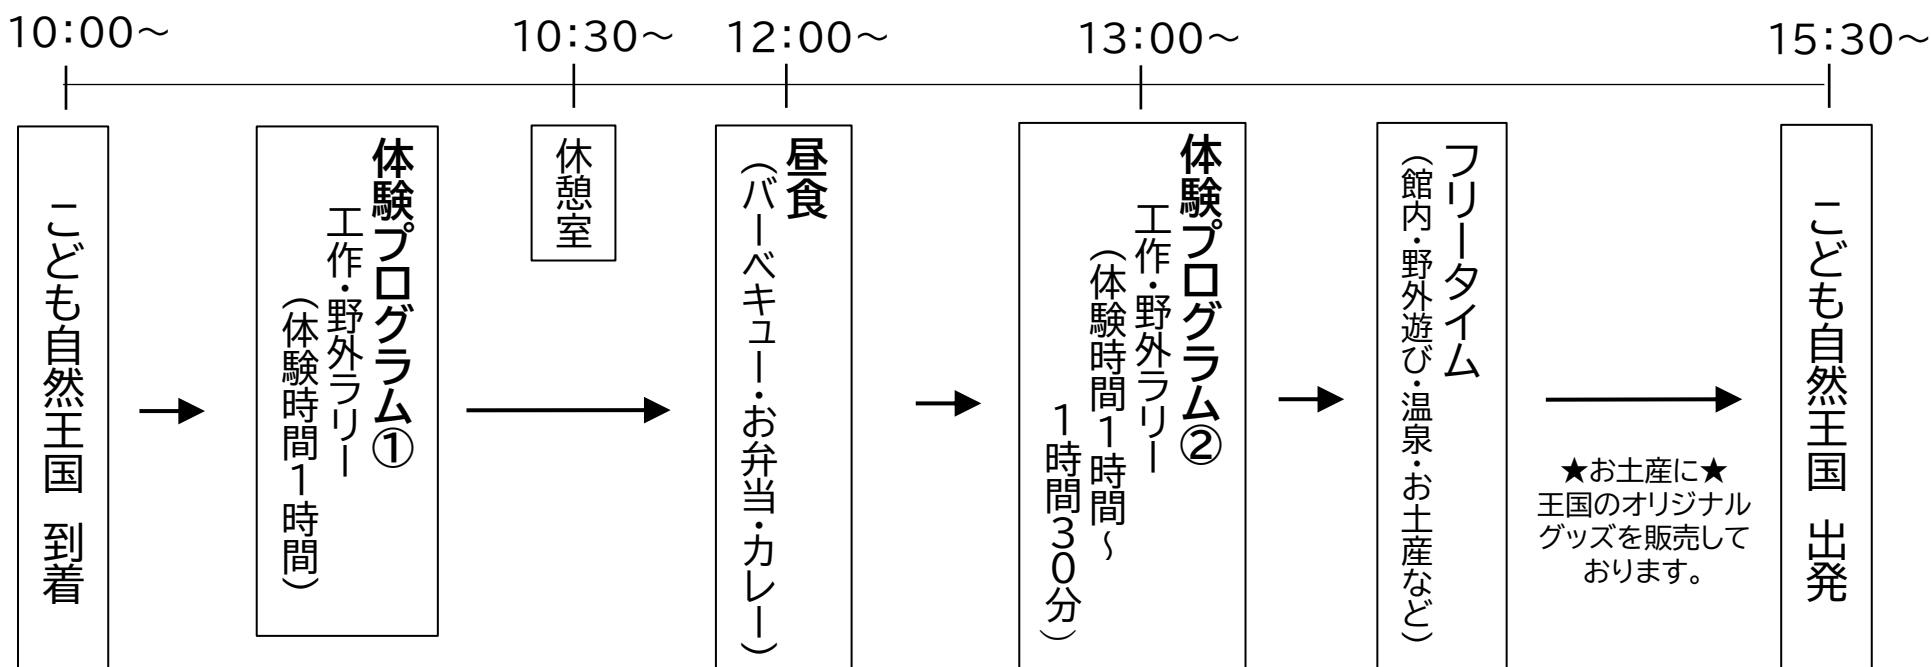 10:00～
10:30～
12:00～
13:00～
15:30～
こども自然王国 到着
体験プログラム①
工作・野外ラリー
（体験時間１時間）
休憩室
昼食
（バーベキュー・お弁当・カレー）
体験プログラム②
工作・野外ラリー
（体験時間１時間～
１時間３０分）
フリータイム
（館内・野外遊び・温泉・お土産など）
★お土産に★
王国のオリジナル
グッズを販売して
おります。
こども自然王国 出発